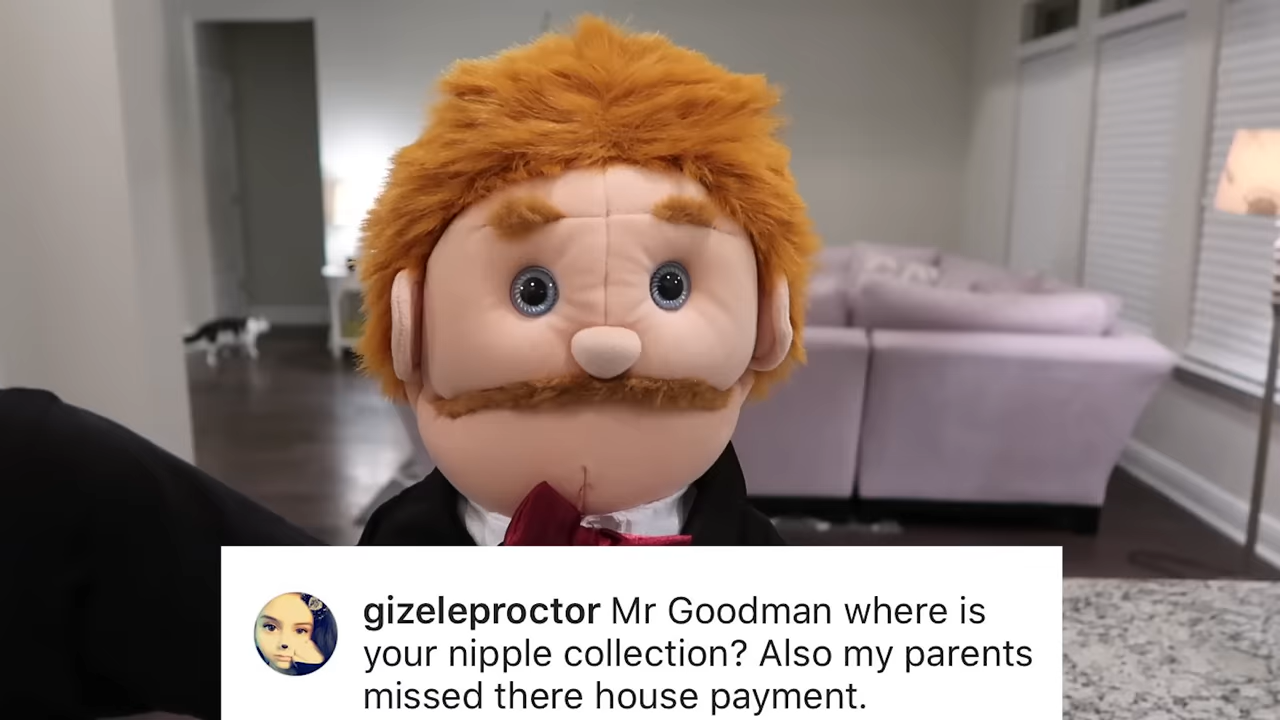 gizeleproctor Mr Goodman where is
your nipple collection? Also my parents
missed there house payment.